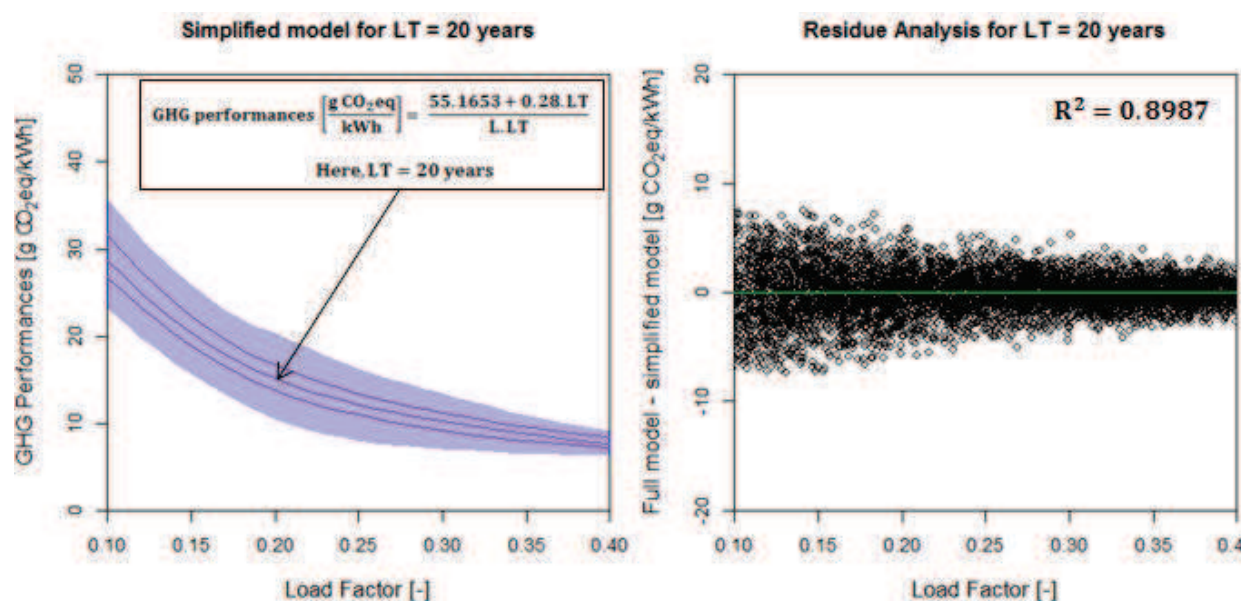 Simplified model for LT = 20 years
50
40
30
20
10
0
GHG Performances [g CO₂eq/kWh]
GHG performances [g CO₂eq/kWh] = (55.1653 + 0.28.LT)/(L.LT)
Here, LT = 20 years
0.10 0.15 0.20 0.25 0.30 0.35 0.40
Load Factor [-]
Residue Analysis for LT = 20 years
20
10
0
-10
-20
Full model - simplified model [g CO₂eq/kWh]
R² = 0.8987
0.10 0.15 0.20 0.25 0.30 0.35 0.4
Load Factor [-]